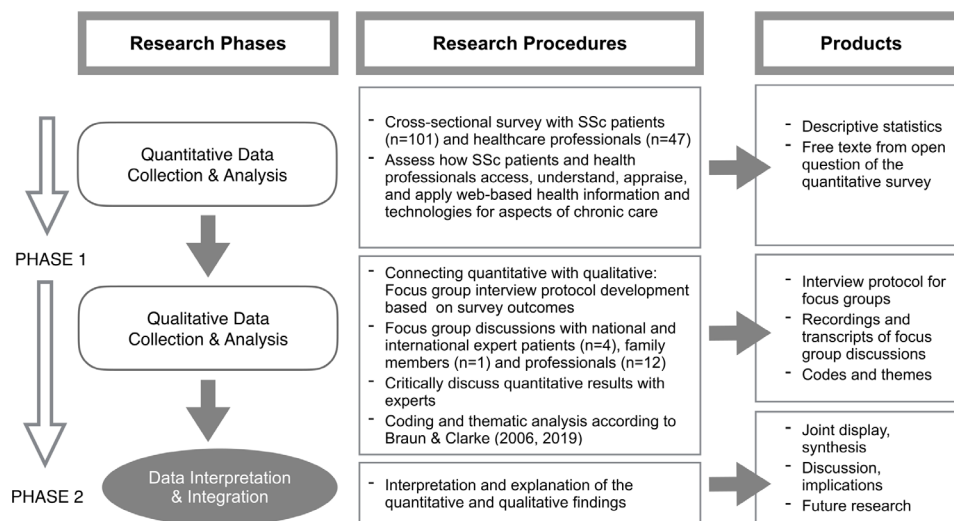 Research Phases
Research Procedures
Products
Quantitative Data
Collection & Analysis
- Cross-sectional survey with SSc patients
(n=101) and healthcare professionals (n=47)
- Assess how SSc patients and health
professionals access, understand, appraise,
and apply web-based health information and
technologies for aspects of chronic care
- Descriptive statistics
- Free texte from open
question of the
quantitative survey
PHASE 1
Qualitative Data
Collection & Analysis
- Connecting quantitative with qualitative:
Focus group interview protocol development
based on survey outcomes
- Focus group discussions with national and
international expert patients (n=4), family
members (n=1) and professionals (n=12)
- Critically discuss quantitative results with
experts
- Coding and thematic analysis according to
Braun & Clarke (2006, 2019)
- Interview protocol for
focus groups
- Recordings and
transcripts of focus
group discussions
- Codes and themes
PHASE 2
Data Interpretation
& Integration
- Interpretation and explanation of the
quantitative and qualitative findings
- Joint display,
synthesis
- Discussion,
implications
- Future research